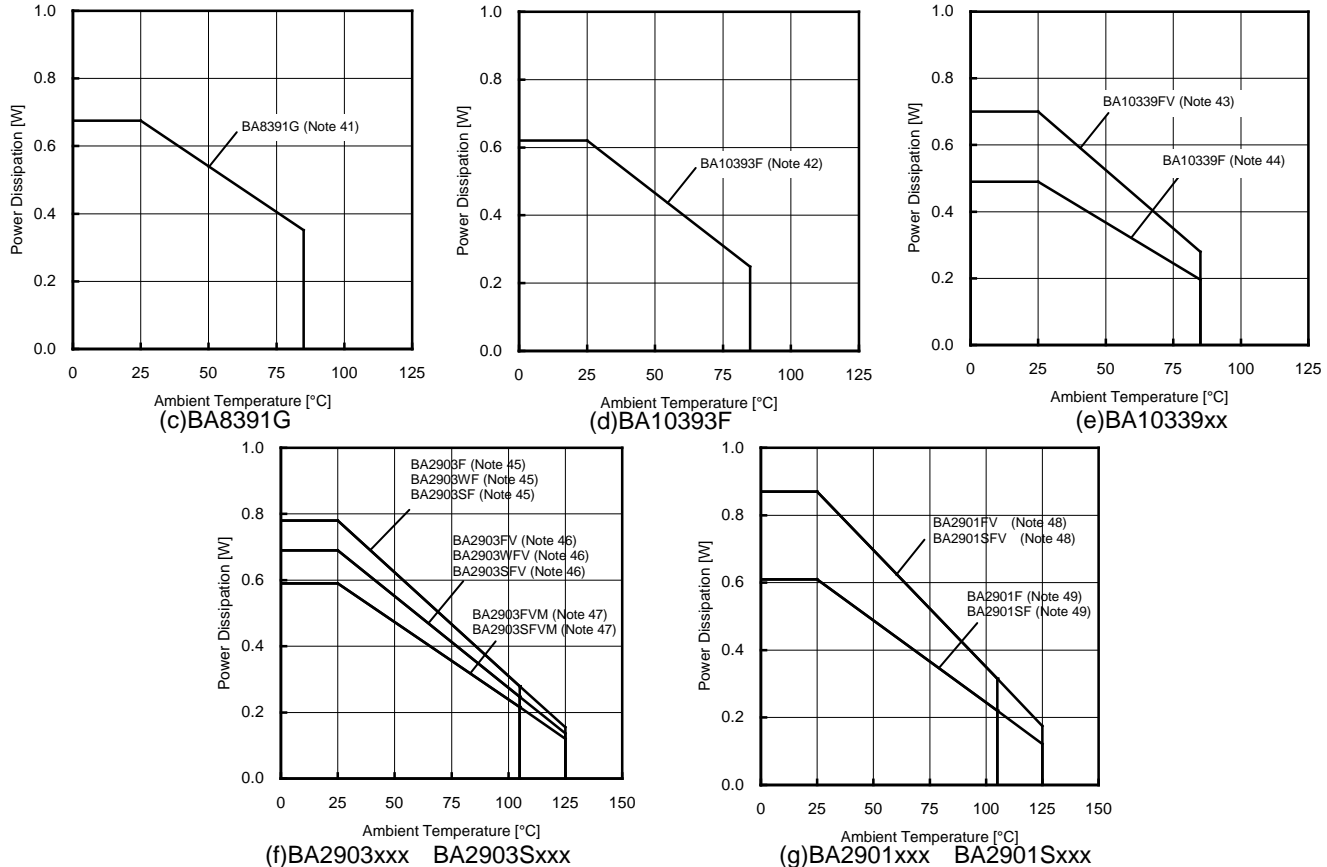 1.0
0.8
0.6
0.4
0.2
0.0
Power Dissipation [W]
BA8391G (Note 41)
0 25 50 75 100 125
Ambient Temperature [°C]
(c)BA8391G
1.0
0.8
0.6
0.4
0.2
0.0
Power Dissipation [W]
BA10393F (Note 42)
0 25 50 75 100 125
Ambient Temperature [°C]
(d)BA10393F
1.0
0.8
0.6
0.4
0.2
0.0
Power Dissipation [W]
BA10339FV (Note 43)
BA10339F (Note 44)
0 25 50 75 100 125
Ambient Temperature [°C]
(e)BA10339xx
1.0
0.8
0.6
0.4
0.2
0.0
Power Dissipation [W]
BA2903F (Note 45)
BA2903WF (Note 45)
BA2903SF (Note 45)
BA2903FV (Note 46)
BA2903WFV (Note 46)
BA2903SFV (Note 46)
BA2903FVM (Note 47)
BA2903SFVM (Note 47)
0 25 50 75 100 125 150
Ambient Temperature [°C]
(f)BA2903xxx BA2903Sxxx
1.0
0.8
0.6
0.4
0.2
0.0
Power Dissipation [W]
BA2901FV (Note 48)
BA2901SFV (Note 48)
BA2901F (Note 49)
BA2901SF (Note 49)
0 25 50 75 100 125 150
Ambient Temperature [°C]
(g)BA2901xxx BA2901Sxxx